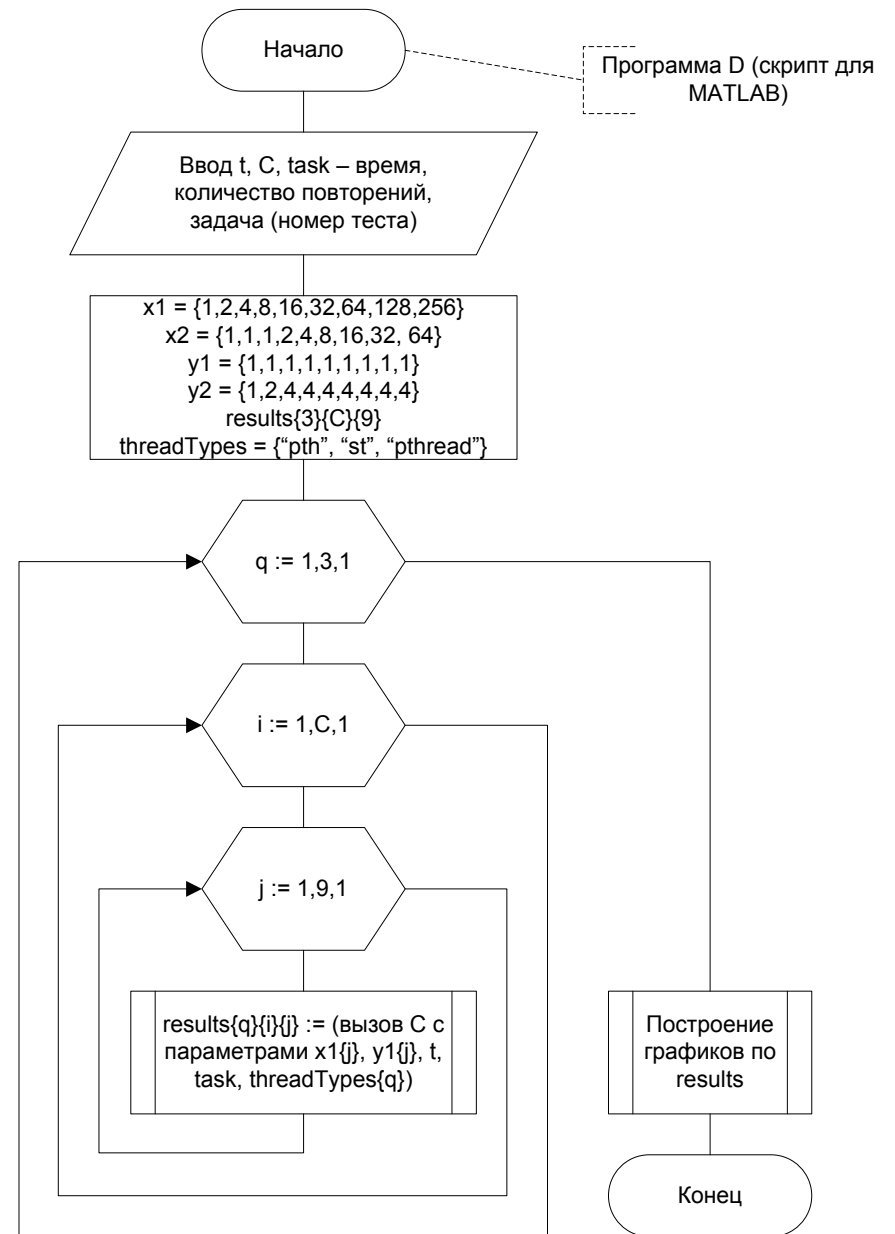 Начало
Программа D (скрипт для
MATLAB)
Ввод t, C, task – время,
количество повторений,
задача (номер теста)
x1 = {1,2,4,8,16,32,64,128,256}
x2 = {1,1,1,2,4,8,16,32, 64}
y1 = {1,1,1,1,1,1,1,1,1}
y2 = {1,2,4,4,4,4,4,4,4}
results{3}{C}{9}
threadTypes = {“pth”, “st”, “pthread”}
q := 1,3,1
i := 1,C,1
j := 1,9,1
results{q}{i}{j} := (вызов C с
параметрами x1{j}, y1{j}, t,
task, threadTypes{q})
Построение
графиков по
results
Конец